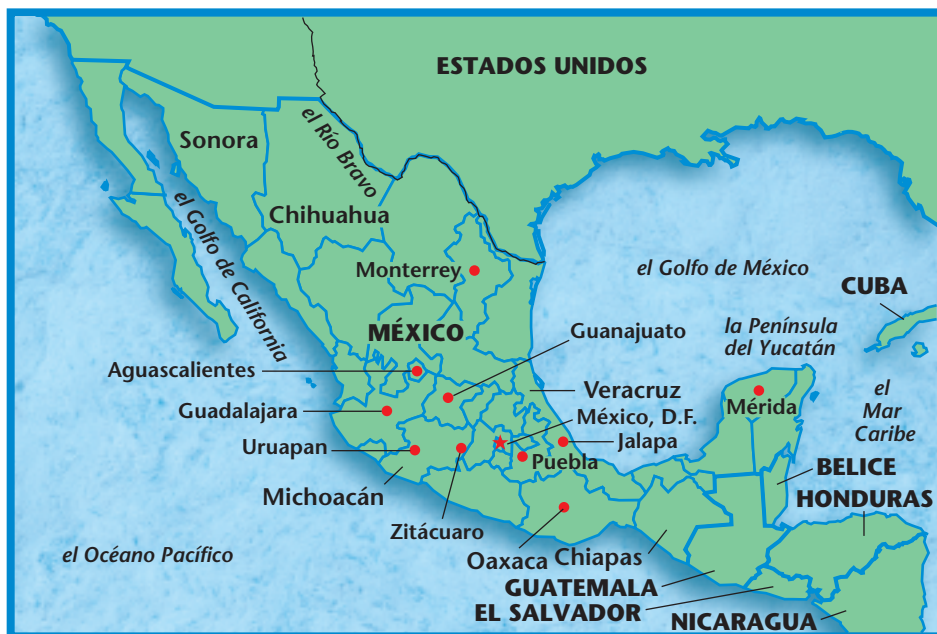 ESTADOS UNIDOS
Sonora
el Río Bravo
el Golfo de California
Chihuahua
Monterrey
el Golfo de México
CUBA
MÉXICO
Guanajuato
la Península
del Yucatán
Aguascalientes
Veracruz
el
Mar
Caribe
Guadalajara
México, D.F.
Mérida
Uruapan
Jalapa
Puebla
BELICE
Michoacán
HONDURAS
Zitácuaro
el Océano Pacífico
Oaxaca
Chiapas
GUATEMALA
EL SALVADOR
NICARAGUA